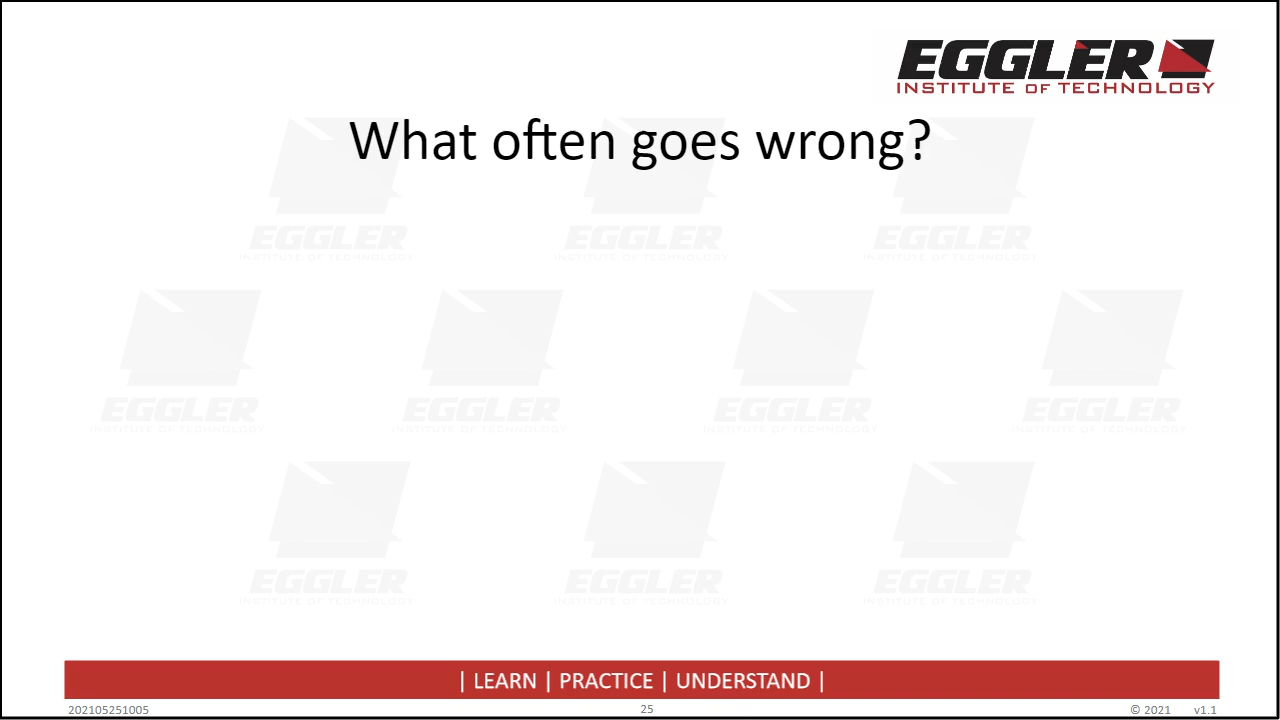 EGGLER
INSTITUTE OF TECHNOLOGY
What often goes wrong?
EGGLER EGGLER EGGLER
INSTITUTE OF TECHNOLOGY INSTITUTE OF TECHNOLOGY INSTITUTE OF TECHNOLOGY
EGGLER EGGLER EGGLER EGGLER
INSTITUTE OF TECHNOLOGY INSTITUTE OF TECHNOLOGY INSTITUTE OF TECHNOLOGY INSTITUTE OF TECHNOLOGY
EGGLER EGGLER EGGLER
INSTITUTE OF TECHNOLOGY INSTITUTE OF TECHNOLOGY INSTITUTE OF TECHNOLOGY
| LEARN | PRACTICE | UNDERSTAND |
202105251005 25 © 2021 v1.1